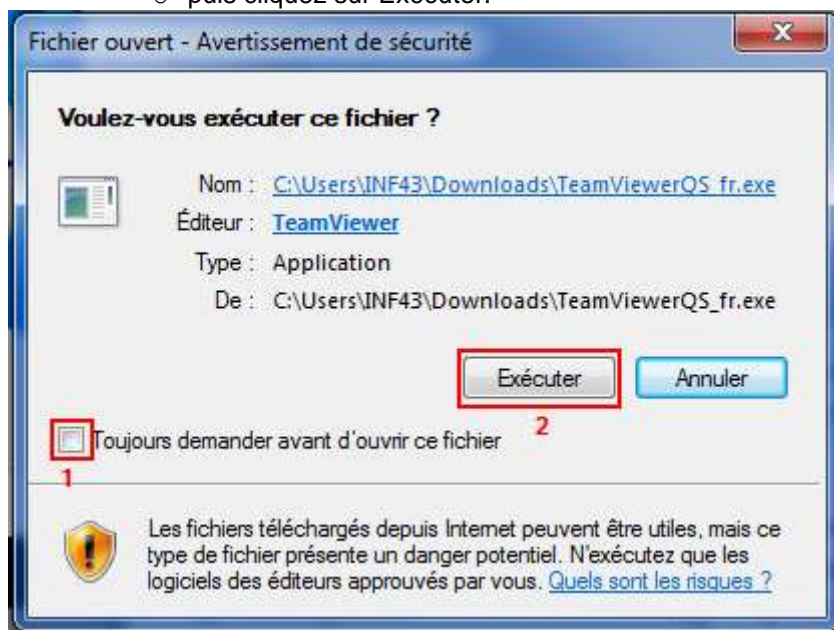 ○ puis cliquez sur Exécuter.
Fichier ouvert - Avertissement de sécurité
Voulez-vous exécuter ce fichier ?
Nom : C:\Users\INF43\Downloads\TeamViewerQS_fr.exe
Éditeur : TeamViewer
Type : Application
De : C:\Users\INF43\Downloads\TeamViewerQS_fr.exe
Exécuter Annuler
2
Toujours demander avant d'ouvrir ce fichier
1
Les fichiers téléchargés depuis Internet peuvent être utiles, mais ce
type de fichier présente un danger potentiel. N'exécutez que les
logiciels des éditeurs approuvés par vous. Quels sont les risques ?